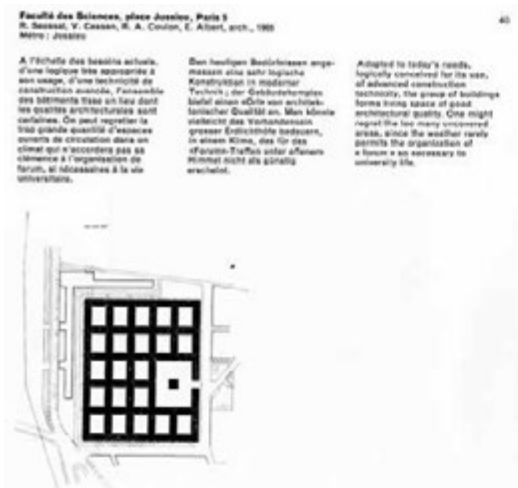 Faculté des Sciences, place Jussieu, Paris 5
40
R. Seassal, U. Cassan, R. A. Coulon, E. Albert, arch., 1965
Métro : Jussieu
A l'échelle des besoins actuels,
d'une logique très appropriée à
son usage, d'une technicité de
construction avancée, l'ensemble
des bâtiments tisse un lieu dont
les qualités architecturales sont
certaines. On peut regretter la
trop grande quantité d'espaces
ouverts de circulation dans un
climat qui n'accordera pas sa
clémence à l'organisation de
forum, si nécessaires à la vie
universitaire.
Den heutigen Bedürfnissen ange-
messen eine sehr logische
Konstruktion in moderner
Technik; der Gebäudekomplex
bietet einen «Ort» von architek-
tonischer Qualität an. Man könnte
vielleicht das Vorhandensein
grosser Erdlichthöfe bedauern,
in einem Klima, das für das
«Forum»-Treffen unter offenem
Himmel nicht als günstig
erscheint.
Adapted to today's needs,
logically conceived for its use,
of advanced construction
technicity, the group of buildings
forms living space of good
architectural quality. One might
regret the too many uncovered
areas, since the weather rarely
permits the organization of
« forum » so necessary to
university life.